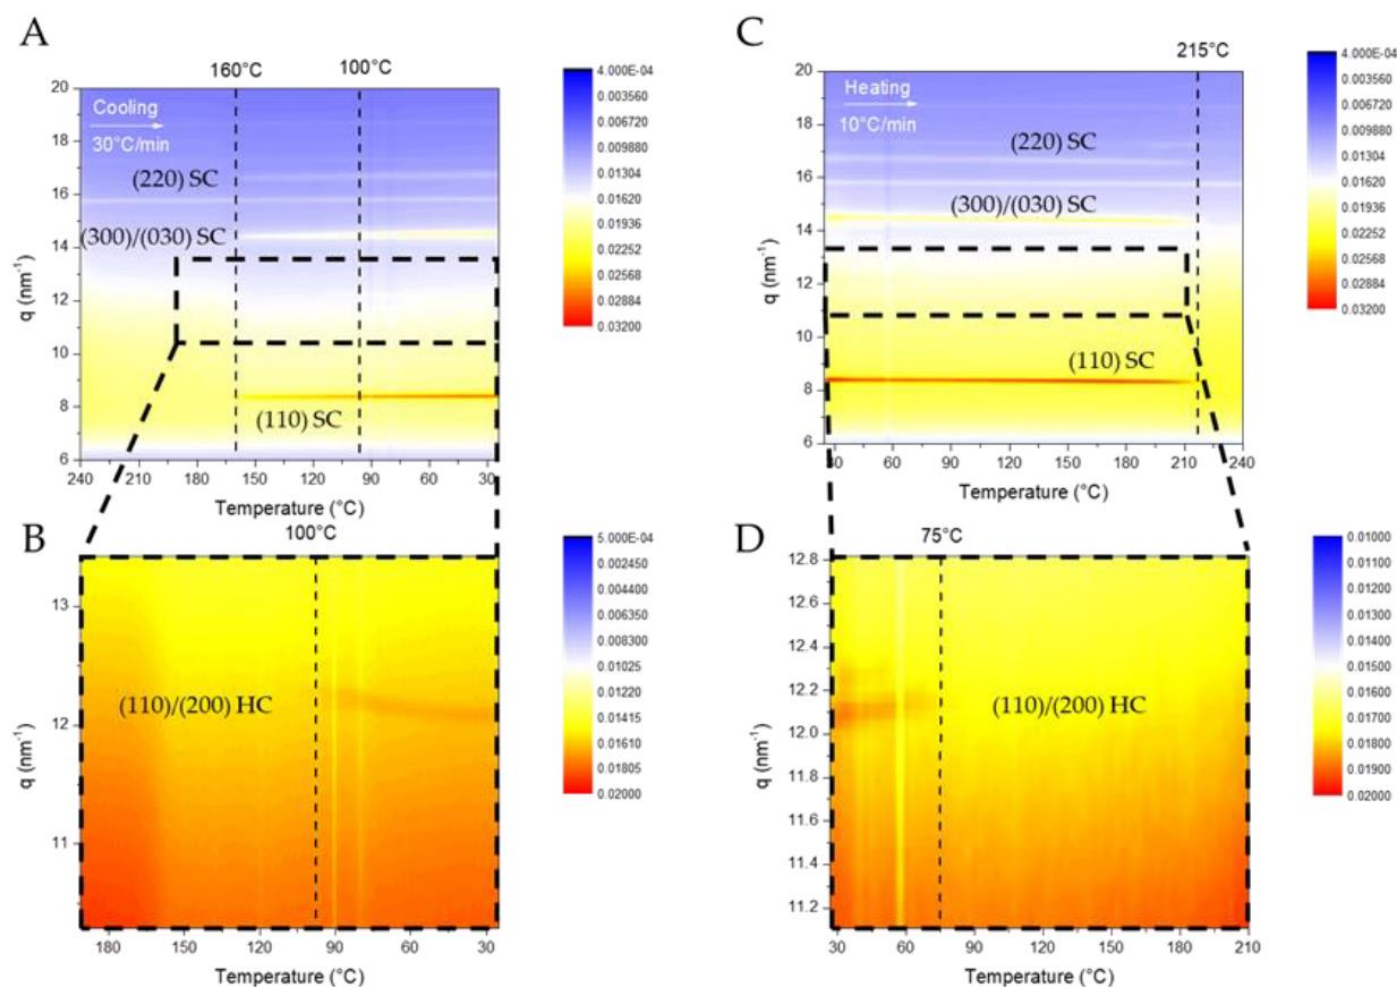 A
160°C 100°C
Cooling
30°C/min
(220) SC
(300)/(030) SC
(110) SC
20
18
16
14
12
10
8
6
q (nm-1)
240 210 180 150 120 90 60 30
Temperature (°C)
4.000E-04
0.003560
0.006720
0.009880
0.01304
0.01620
0.01936
0.02252
0.02568
0.02884
0.03200
C
215°C
Heating
10°C/min
(220) SC
(300)/(030) SC
(110) SC
20
18
16
14
12
10
8
6
q (nm-1)
30 60 90 120 150 180 210 240
Temperature (°C)
4.000E-04
0.003560
0.006720
0.009880
0.01304
0.01620
0.01936
0.02252
0.02568
0.02884
0.03200
B
100°C
(110)/(200) HC
13
12
11
q (nm-1)
180 150 120 90 60 30
Temperature (°C)
5.000E-04
0.002450
0.004400
0.006350
0.008300
0.01025
0.01220
0.01415
0.01610
0.01805
0.02000
D
75°C
(110)/(200) HC
12.8
12.6
12.4
12.2
12.0
11.8
11.6
11.4
11.2
q (nm-1)
30 60 90 120 150 180 210
Temperature (°C)
0.01000
0.01100
0.01200
0.01300
0.01400
0.01500
0.01600
0.01700
0.01800
0.01900
0.02000